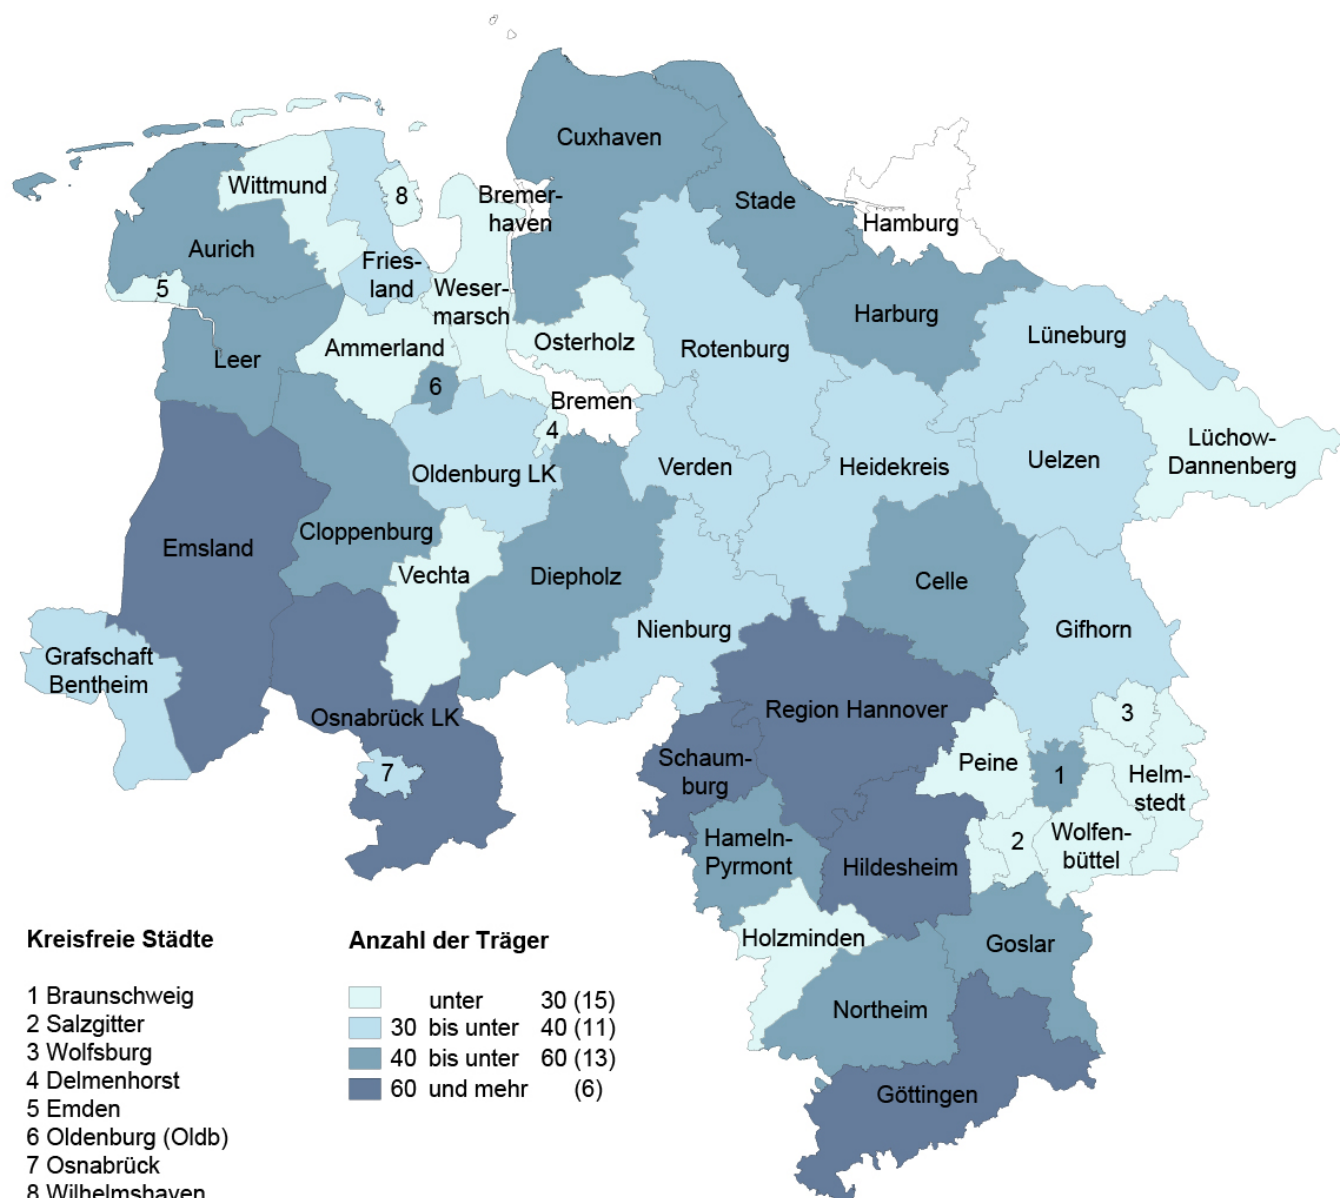 Cuxhaven
Wittmund
8
Bremer-
haven
Stade
Hamburg
Aurich
Fries-
land
5
Weser-
marsch
Harburg
Lüneburg
Leer
Ammerland
Osterholz
Rotenburg
6
Bremen
4
Lüchow-
Dannenberg
Oldenburg LK
Verden
Heidekreis
Uelzen
Cloppenburg
Emsland
Vechta
Diepholz
Celle
Nienburg
Gifhorn
Grafschaft
Bentheim
Osnabrück LK
Region Hannover
3
7
Schaum-
burg
Peine
1
Helm-
stedt
Hameln-
Pyrmont
Hildesheim
2
Wolfen-
büttel
Holzminden
Goslar
Northeim
Göttingen
Kreisfreie Städte
1 Braunschweig
2 Salzgitter
3 Wolfsburg
4 Delmenhorst
5 Emden
6 Oldenburg (Oldb)
7 Osnabrück
8 Wilhelmshaven
Anzahl der Träger
unter 30 (15)
30 bis unter 40 (11)
40 bis unter 60 (13)
60 und mehr (6)